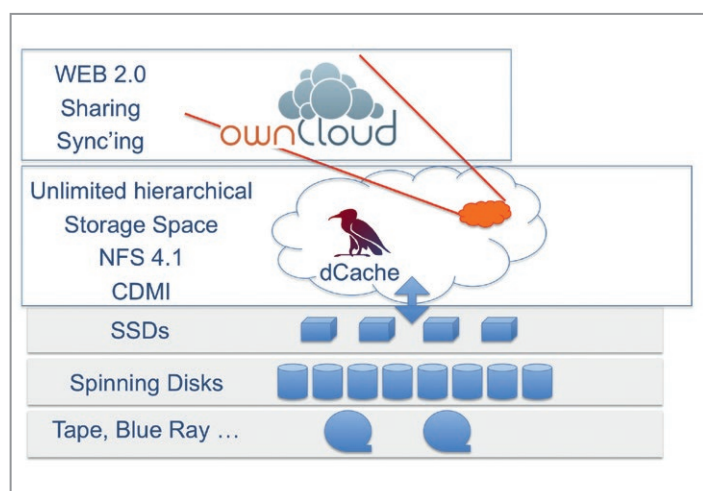 WEB 2.0
Sharing
Sync'ing
ownCloud
Unlimited hierarchical
Storage Space
NFS 4.1
CDMI
dCache
SSDs
Spinning Disks
Tape, Blue Ray ...